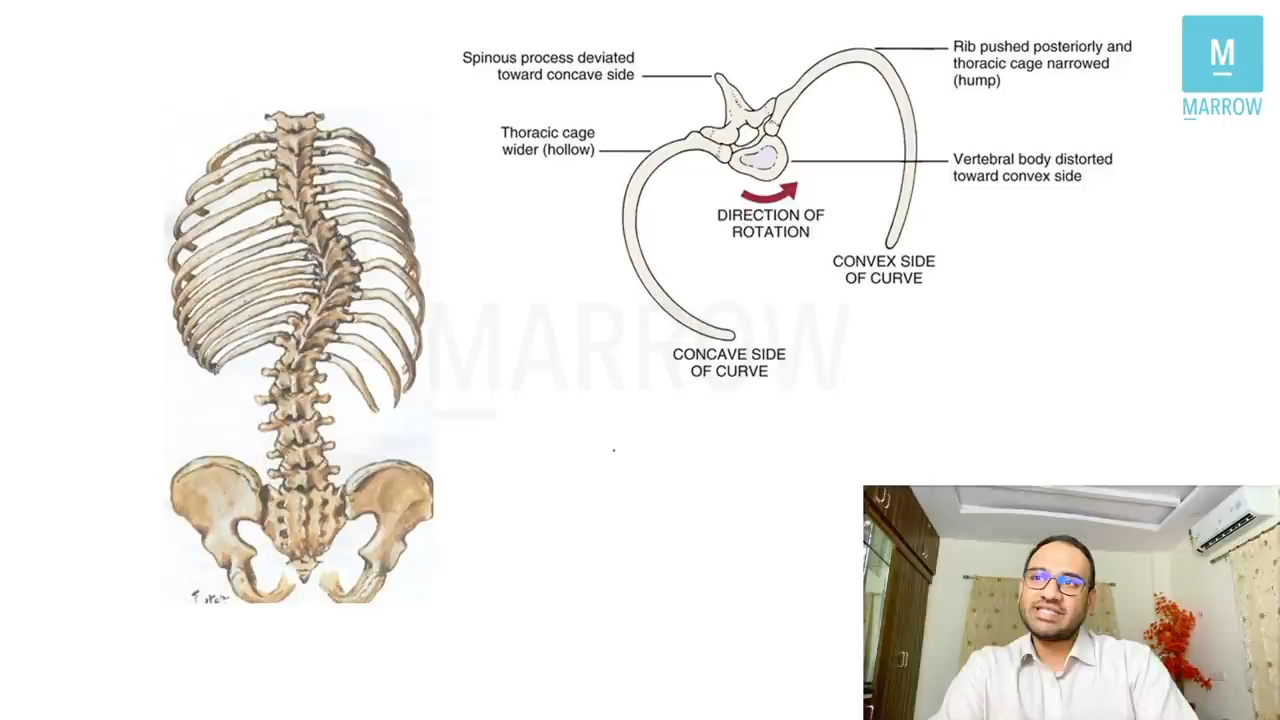 Spinous process deviated
toward concave side
Rib pushed posteriorly and
thoracic cage narrowed
(hump)
M
MARROW
Thoracic cage
wider (hollow)
Vertebral body distorted
toward convex side
DIRECTION OF
ROTATION
CONVEX SIDE
OF CURVE
CONCAVE SIDE
OF CURVE
MARROW